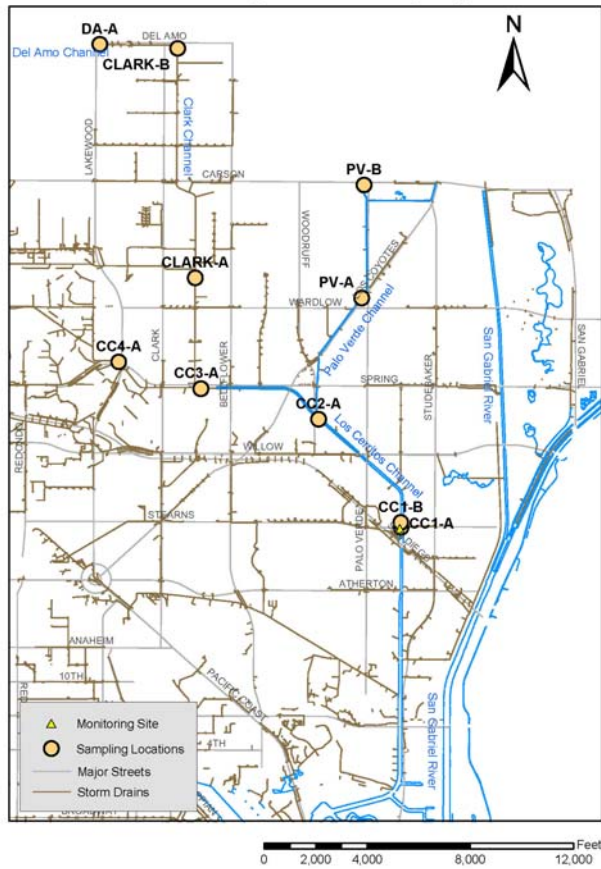 DA-A
DEL AMO
N
Del Amo Channel
CLARK-B
Clark Channel
LAKEWOOD
CARSON
PV-B
WOODRUFF
CLARK-A
PV-A
WARDLOW
Palo Verde Channel
San Gabriel River
SAN GABRIEL
CC4-A
CLARK
CC3-A
BELLFLOWER
SPRING
STUDEBAKER
CC2-A
Los Cerritos Channel
REDONDO
WILLOW
CC1-B
CC1-A
STEARNS
PALO VERDE
ATHERTON
ANAHEIM
10TH
PACIFIC COAST
San Gabriel River
4TH
Monitoring Site
Sampling Locations
Major Streets
Storm Drains
Feet
0 2,000 4,000 8,000 12,000